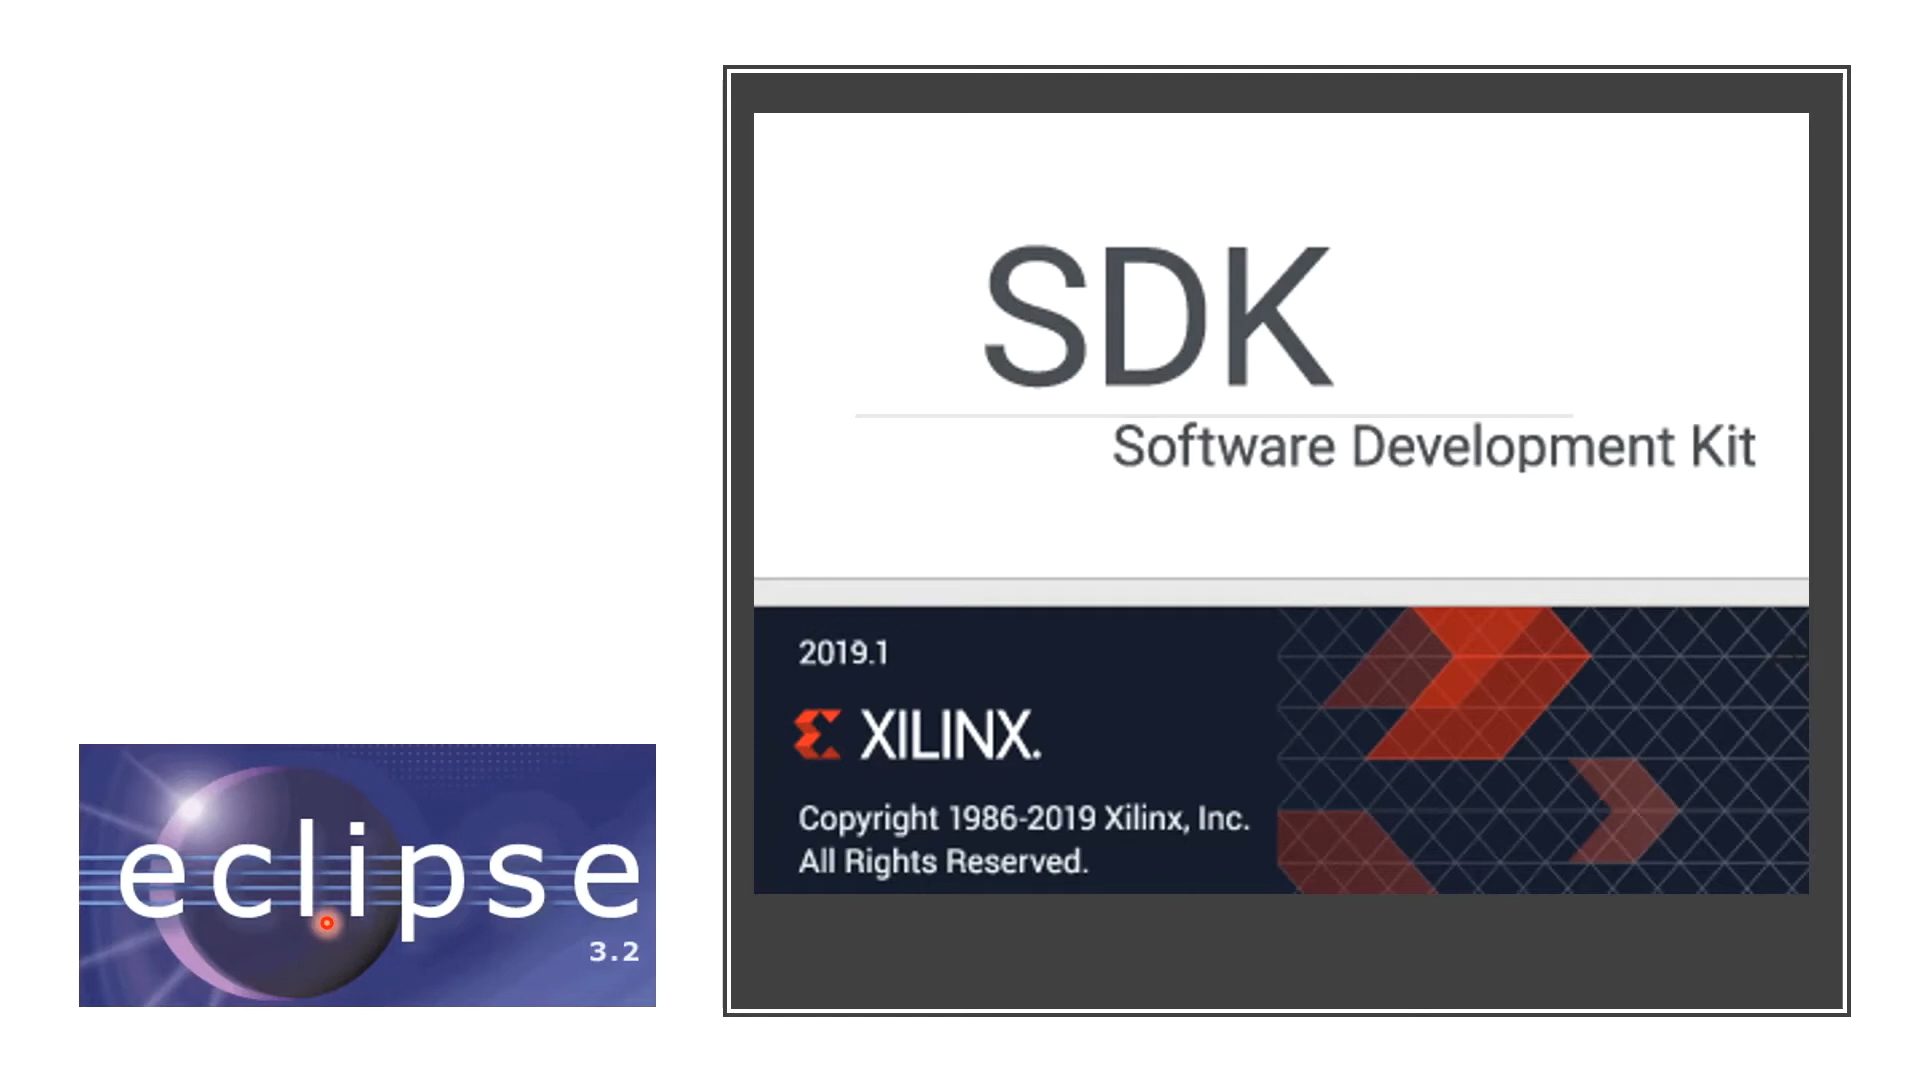 SDK
Software Development Kit
2019.1
XILINX.
Copyright 1986-2019 Xilinx, Inc.
All Rights Reserved.
eclipse
3.2